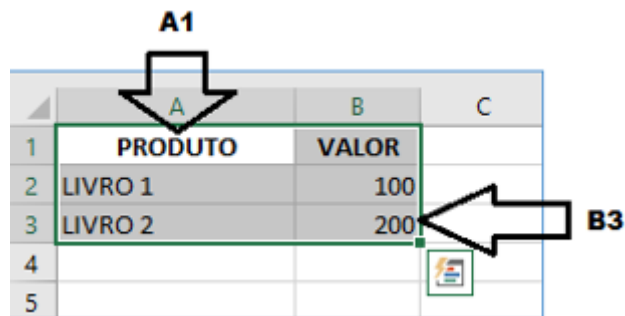 A1
A B C
1 PRODUTO VALOR
2 LIVRO 1 100
3 LIVRO 2 200
B3
4
5